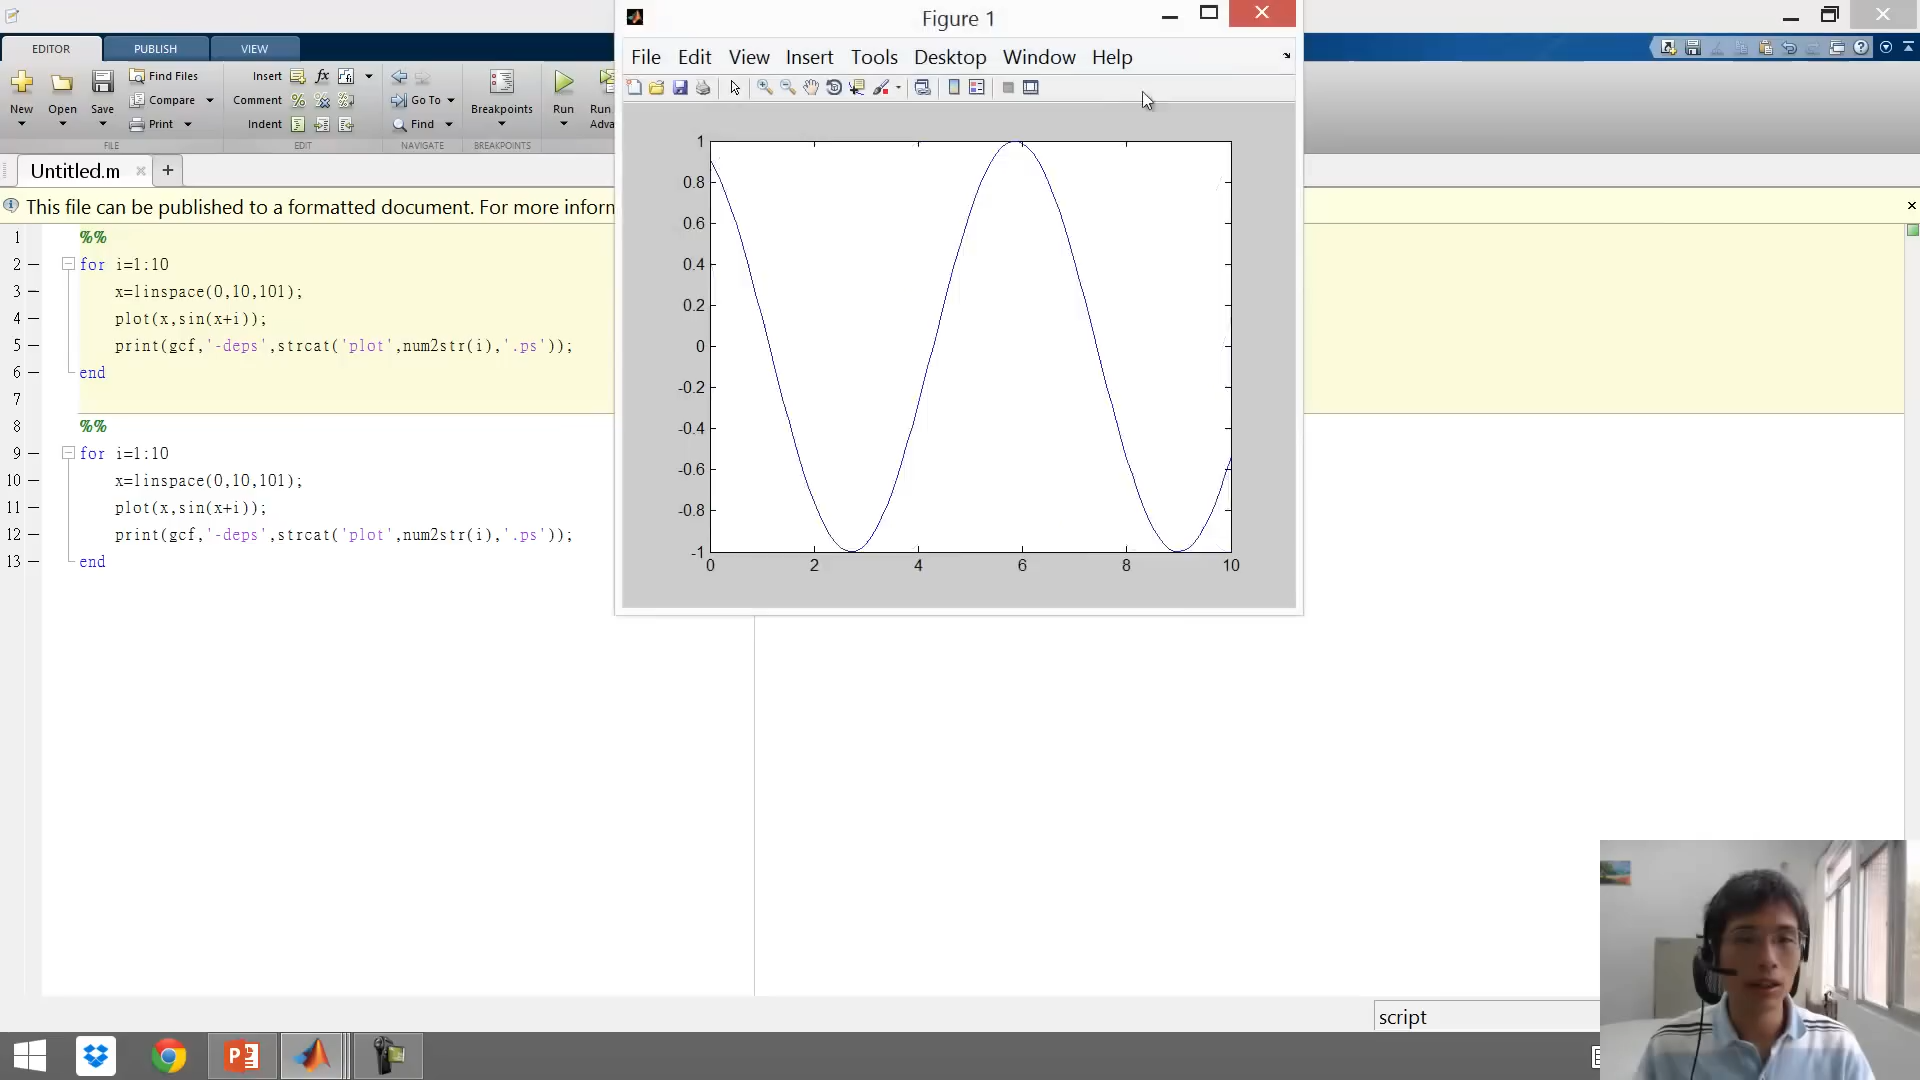 Figure 1
EDITOR PUBLISH VIEW
File Edit View Insert Tools Desktop Window Help
New Open Save Find Files Compare Print
Insert fx Comment Indent
Go To Find
Breakpoints Run Run
Adva
FILE EDIT NAVIGATE BREAKPOINTS
Untitled.m
This file can be published to a formatted document. For more inforn
1 %%
2 for i=1:10
3 x=linspace(0,10,101);
4 plot(x,sin(x+i));
5 print(gcf,'-deps',strcat('plot',num2str(i),'.ps'));
6 end
7
8 %%
9 for i=1:10
10 x=linspace(0,10,101);
11 plot(x,sin(x+i));
12 print(gcf,'-deps',strcat('plot',num2str(i),'.ps'));
13 end
1
0.8
0.6
0.4
0.2
0
-0.2
-0.4
-0.6
-0.8
-1
0 2 4 6 8 10
script